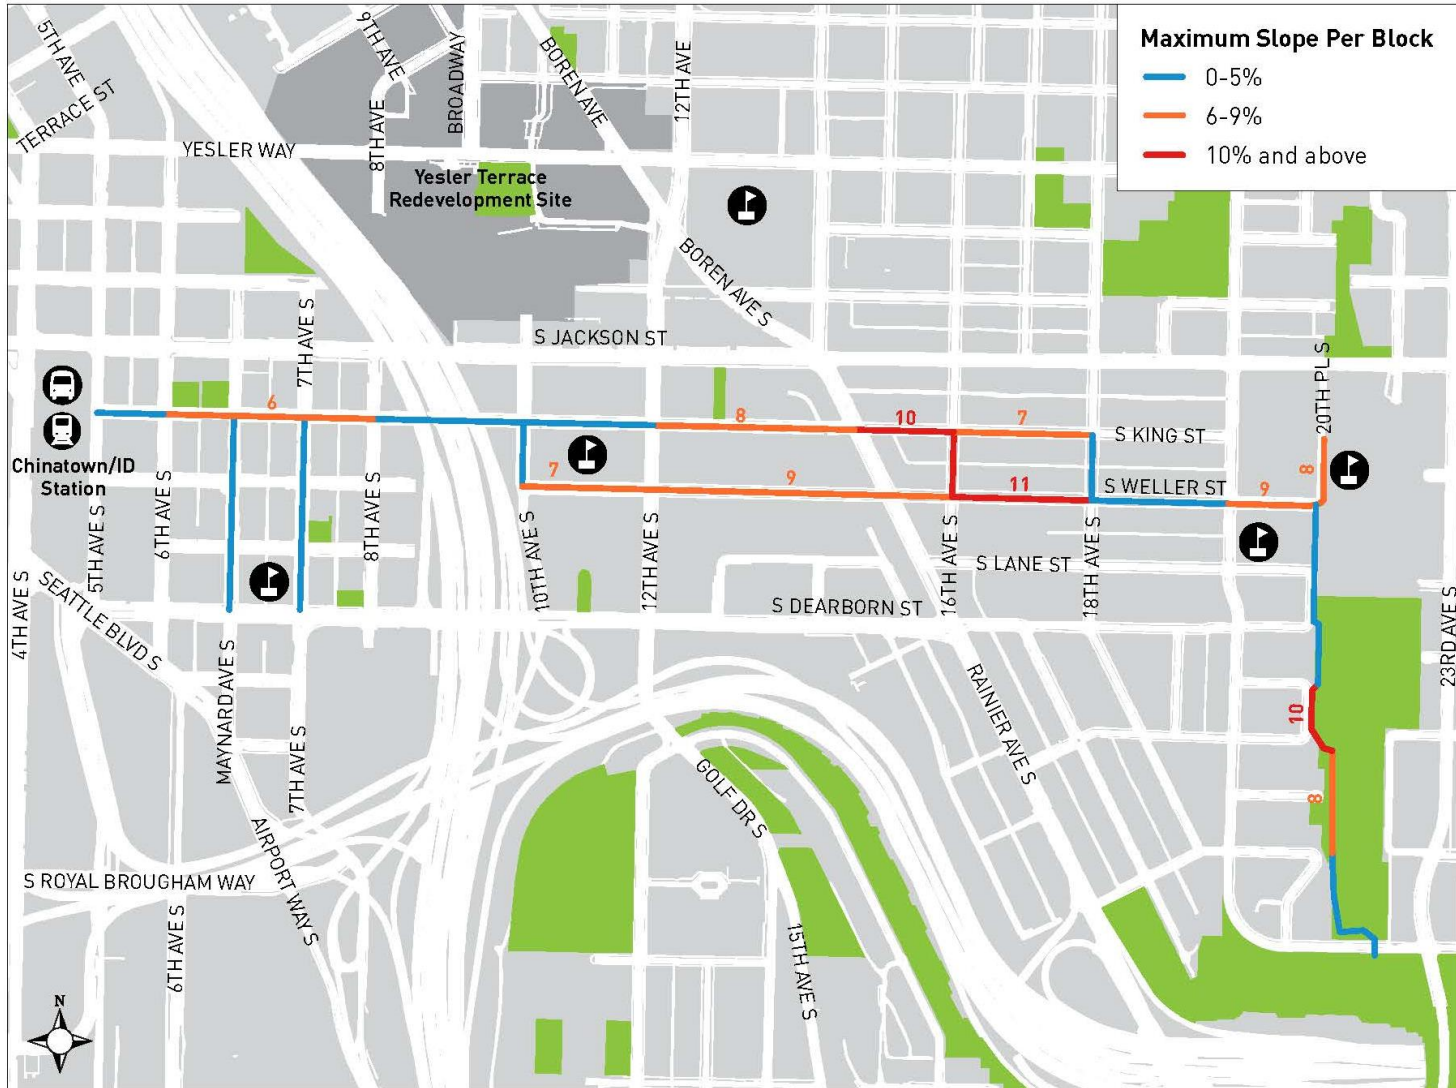 Maximum Slope Per Block
0-5%
6-9%
10% and above
5TH AVE
TERRACE ST
9TH AVE
8TH AVE
BROADWAY
BOREN AVE
12TH AVE
YESLER WAY
Yesler Terrace
Redevelopment Site
BOREN AVE S
S JACKSON ST
7TH AVE S
20TH PL S
Chinatown/ID
Station
6
8
10
7
S KING ST
7
9
11
S WELLER ST
9
8
5TH AVE S
6TH AVE S
8TH AVE S
10TH AVE S
12TH AVE S
16TH AVE S
18TH AVE S
S LANE ST
S DEARBORN ST
4TH AVE S
SEATTLE BLVD S
MAYNARD AVE S
7TH AVE S
RAINIER AVE S
23RD AVE S
10
8
GOLF DR S
AIRPORT WAY S
S ROYAL BROUGHAM WAY
6TH AVE S
15TH AVE S
N